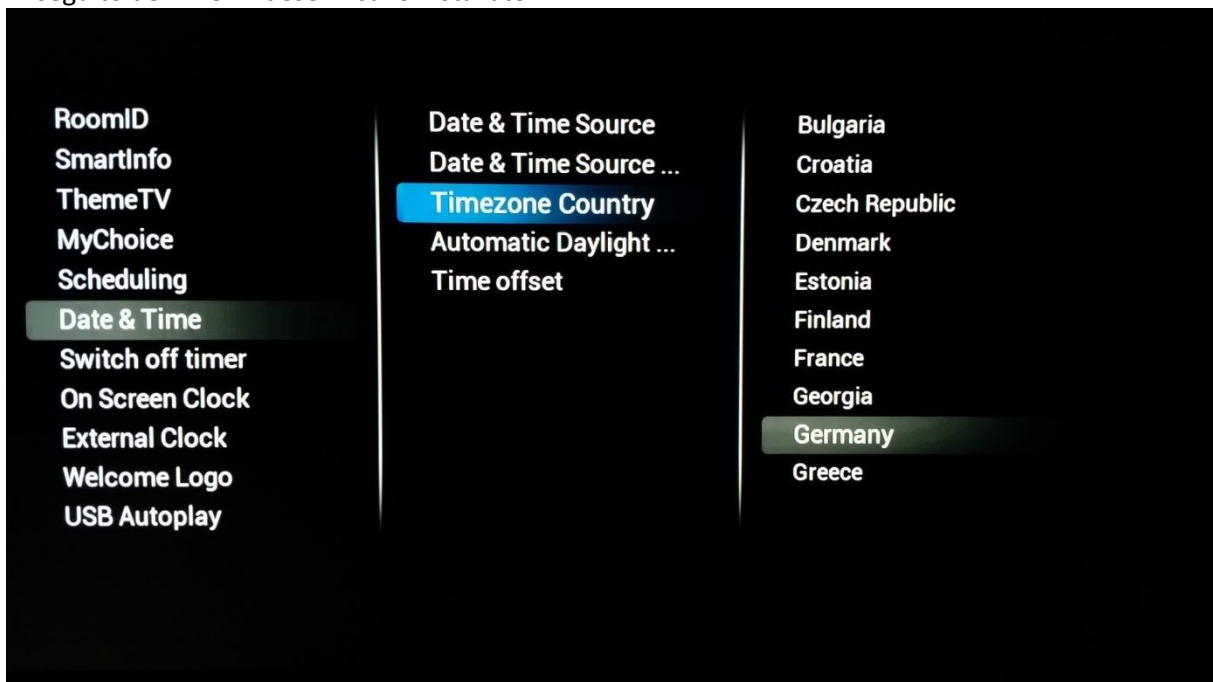 RoomID
SmartInfo
ThemeTV
MyChoice
Scheduling
Date & Time
Switch off timer
On Screen Clock
External Clock
Welcome Logo
USB Autoplay
Date & Time Source
Date & Time Source ...
Timezone Country
Automatic Daylight ...
Time offset
Bulgaria
Croatia
Czech Republic
Denmark
Estonia
Finland
France
Georgia
Germany
Greece